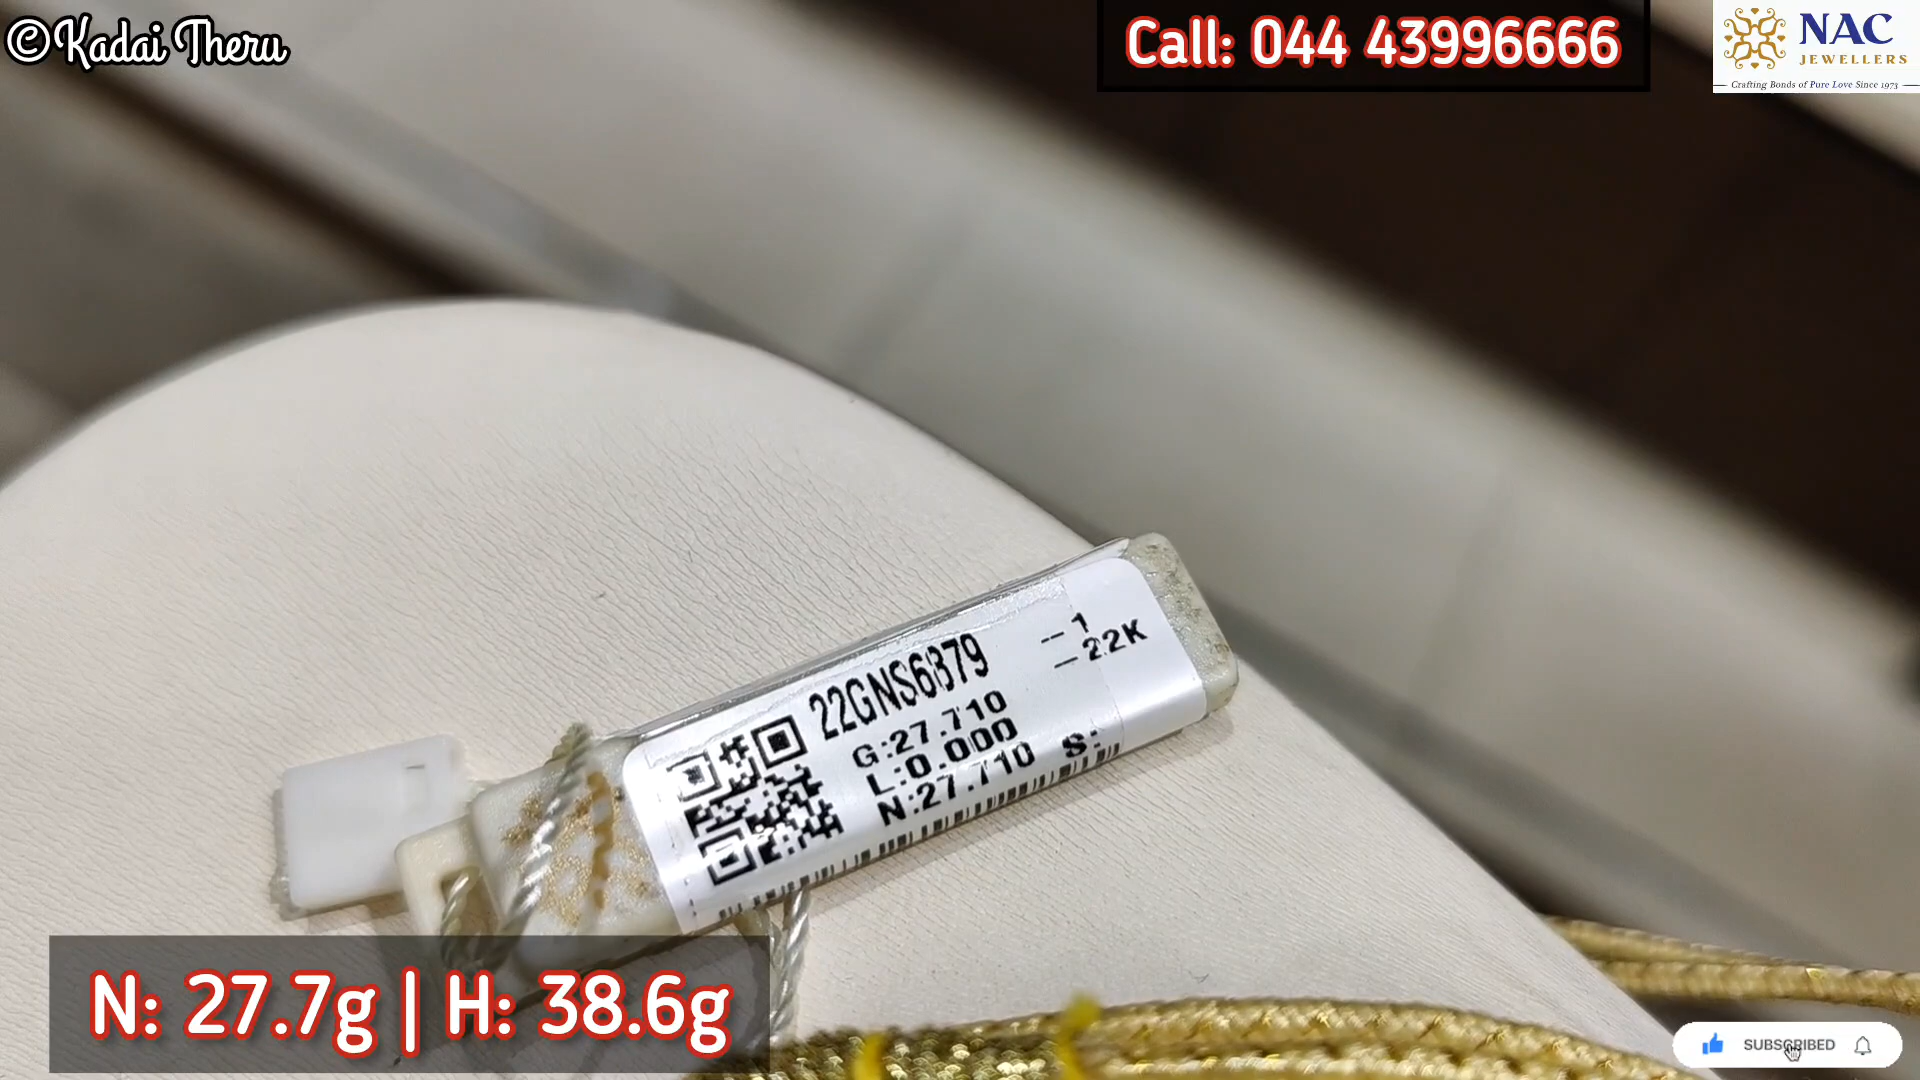 ©Kadai Theru
Call: 044 43996666
NAC
JEWELLERS
Crafting Bonds of Pure Love Since 1973
-- 1
22GNS6879
-- 22K
G:27.710
L:0.000
N:27.710 S:
N: 27.7g | H: 38.6g
SUBSCRIBED